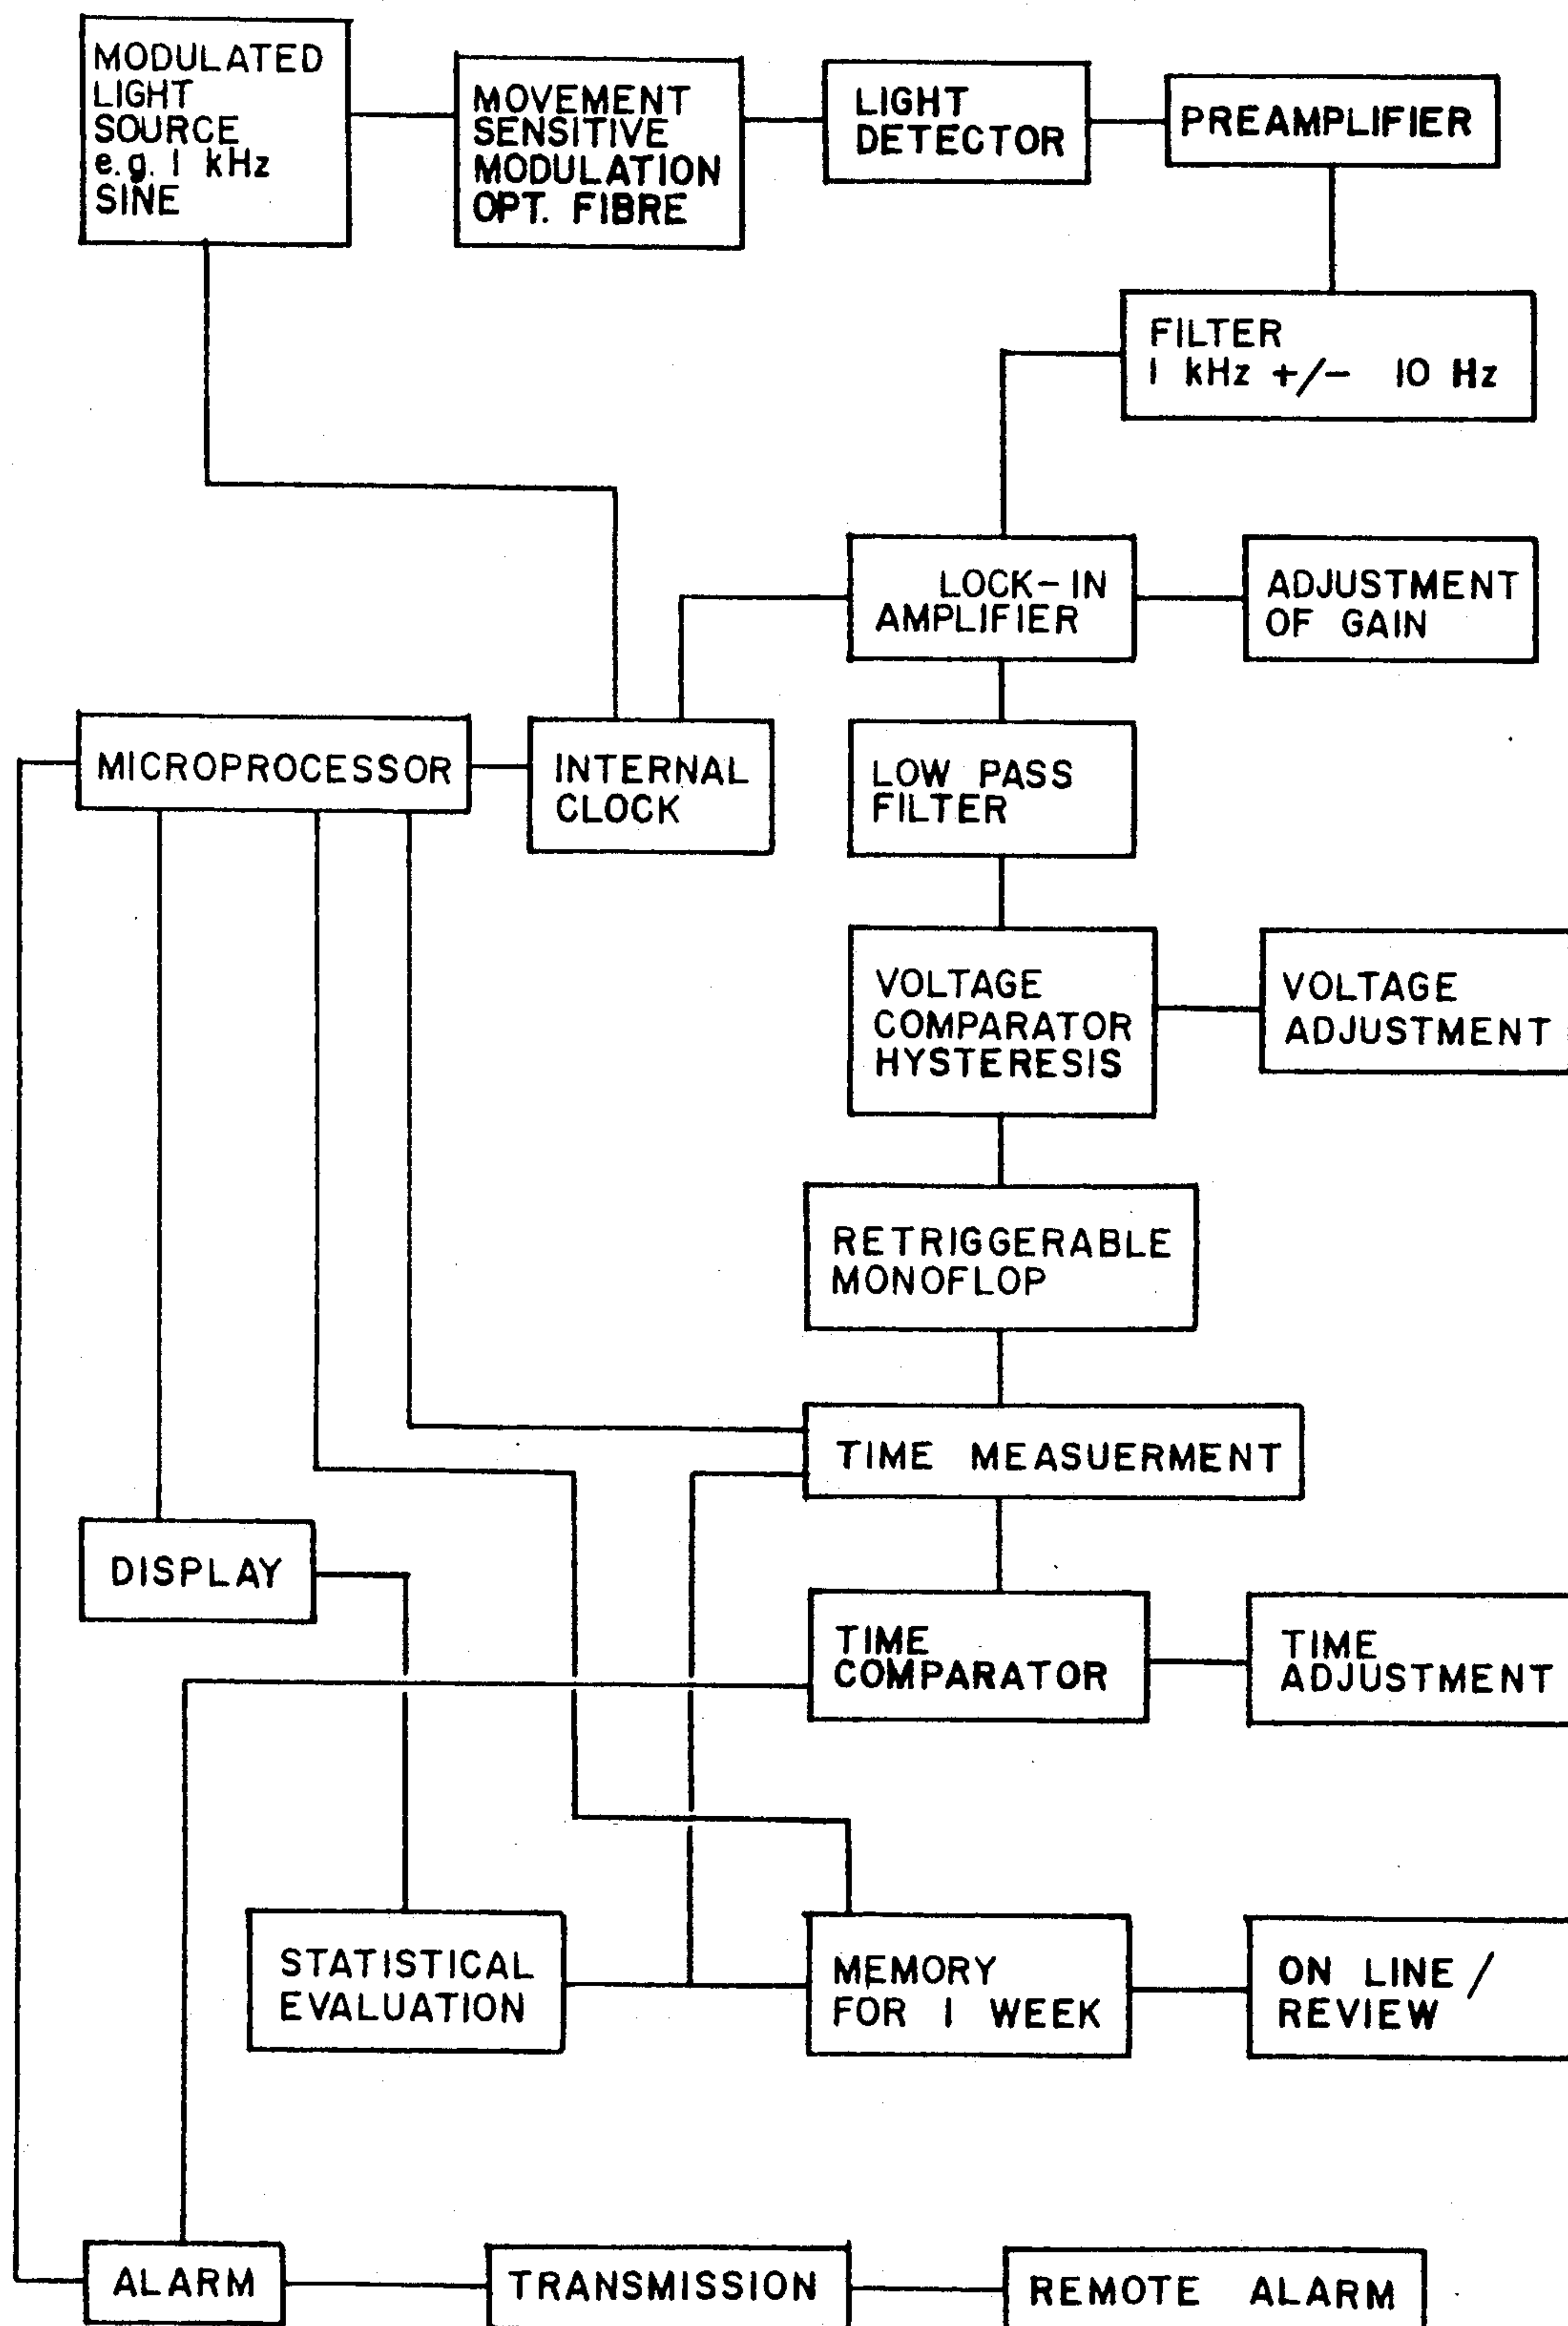 MODULATED
LIGHT
SOURCE
e.g. 1 kHz
SINE
MOVEMENT
SENSITIVE
MODULATION
OPT. FIBRE
LIGHT
DETECTOR
PREAMPLIFIER
FILTER
1 kHz +/- 10 Hz
LOCK-IN
AMPLIFIER
ADJUSTMENT
OF GAIN
MICROPROCESSOR
INTERNAL
CLOCK
LOW PASS
FILTER
VOLTAGE
COMPARATOR
HYSTERESIS
VOLTAGE
ADJUSTMENT
RETRIGGERABLE
MONOFLOP
TIME MEASUERMENT
DISPLAY
TIME
COMPARATOR
TIME
ADJUSTMENT
STATISTICAL
EVALUATION
MEMORY
FOR 1 WEEK
ON LINE /
REVIEW
ALARM
TRANSMISSION
REMOTE ALARM